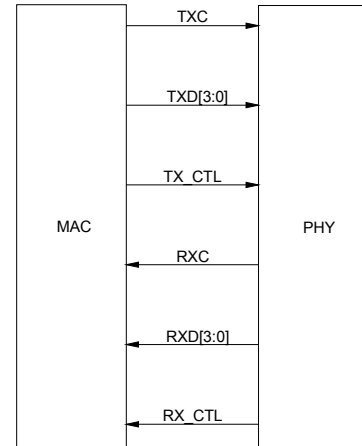 TXC
TXD[3:0]
TX_CTL
MAC
PHY
RXC
RXD[3:0]
RX_CTL